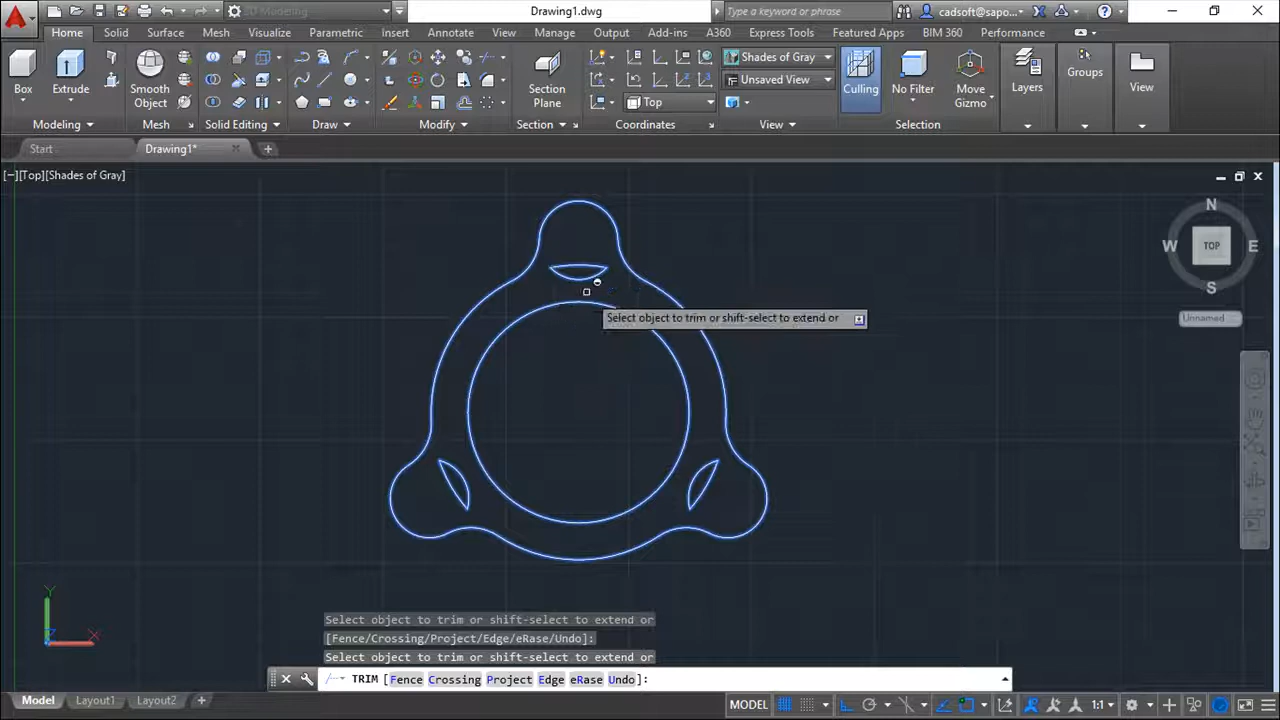 3D Modeling
Drawing1.dwg
Type a keyword or phrase
cadsoft@sapo...
Home
Solid
Surface
Mesh
Visualize
Parametric
Insert
Annotate
View
Manage
Output
Add-ins
A360
Express Tools
Featured Apps
BIM 360
Performance
Box
Extrude
Smooth
Object
Section
Plane
Shades of Gray
Unsaved View
Top
Culling
No Filter
Move
Gizmo
Layers
Groups
View
Modeling
Mesh
Solid Editing
Draw
Modify
Section
Coordinates
View
Selection
Start
Drawing1*
[−][Top][Shades of Gray]
N
W
TOP
E
S
Unnamed
Select object to trim or shift-select to extend or
Y
X
Select object to trim or shift-select to extend or
[Fence/Crossing/Project/Edge/eRase/Undo]:
Select object to trim or shift-select to extend or
TRIM [Fence Crossing Project Edge eRase Undo]:
Model
Layout1
Layout2
MODEL
1:1